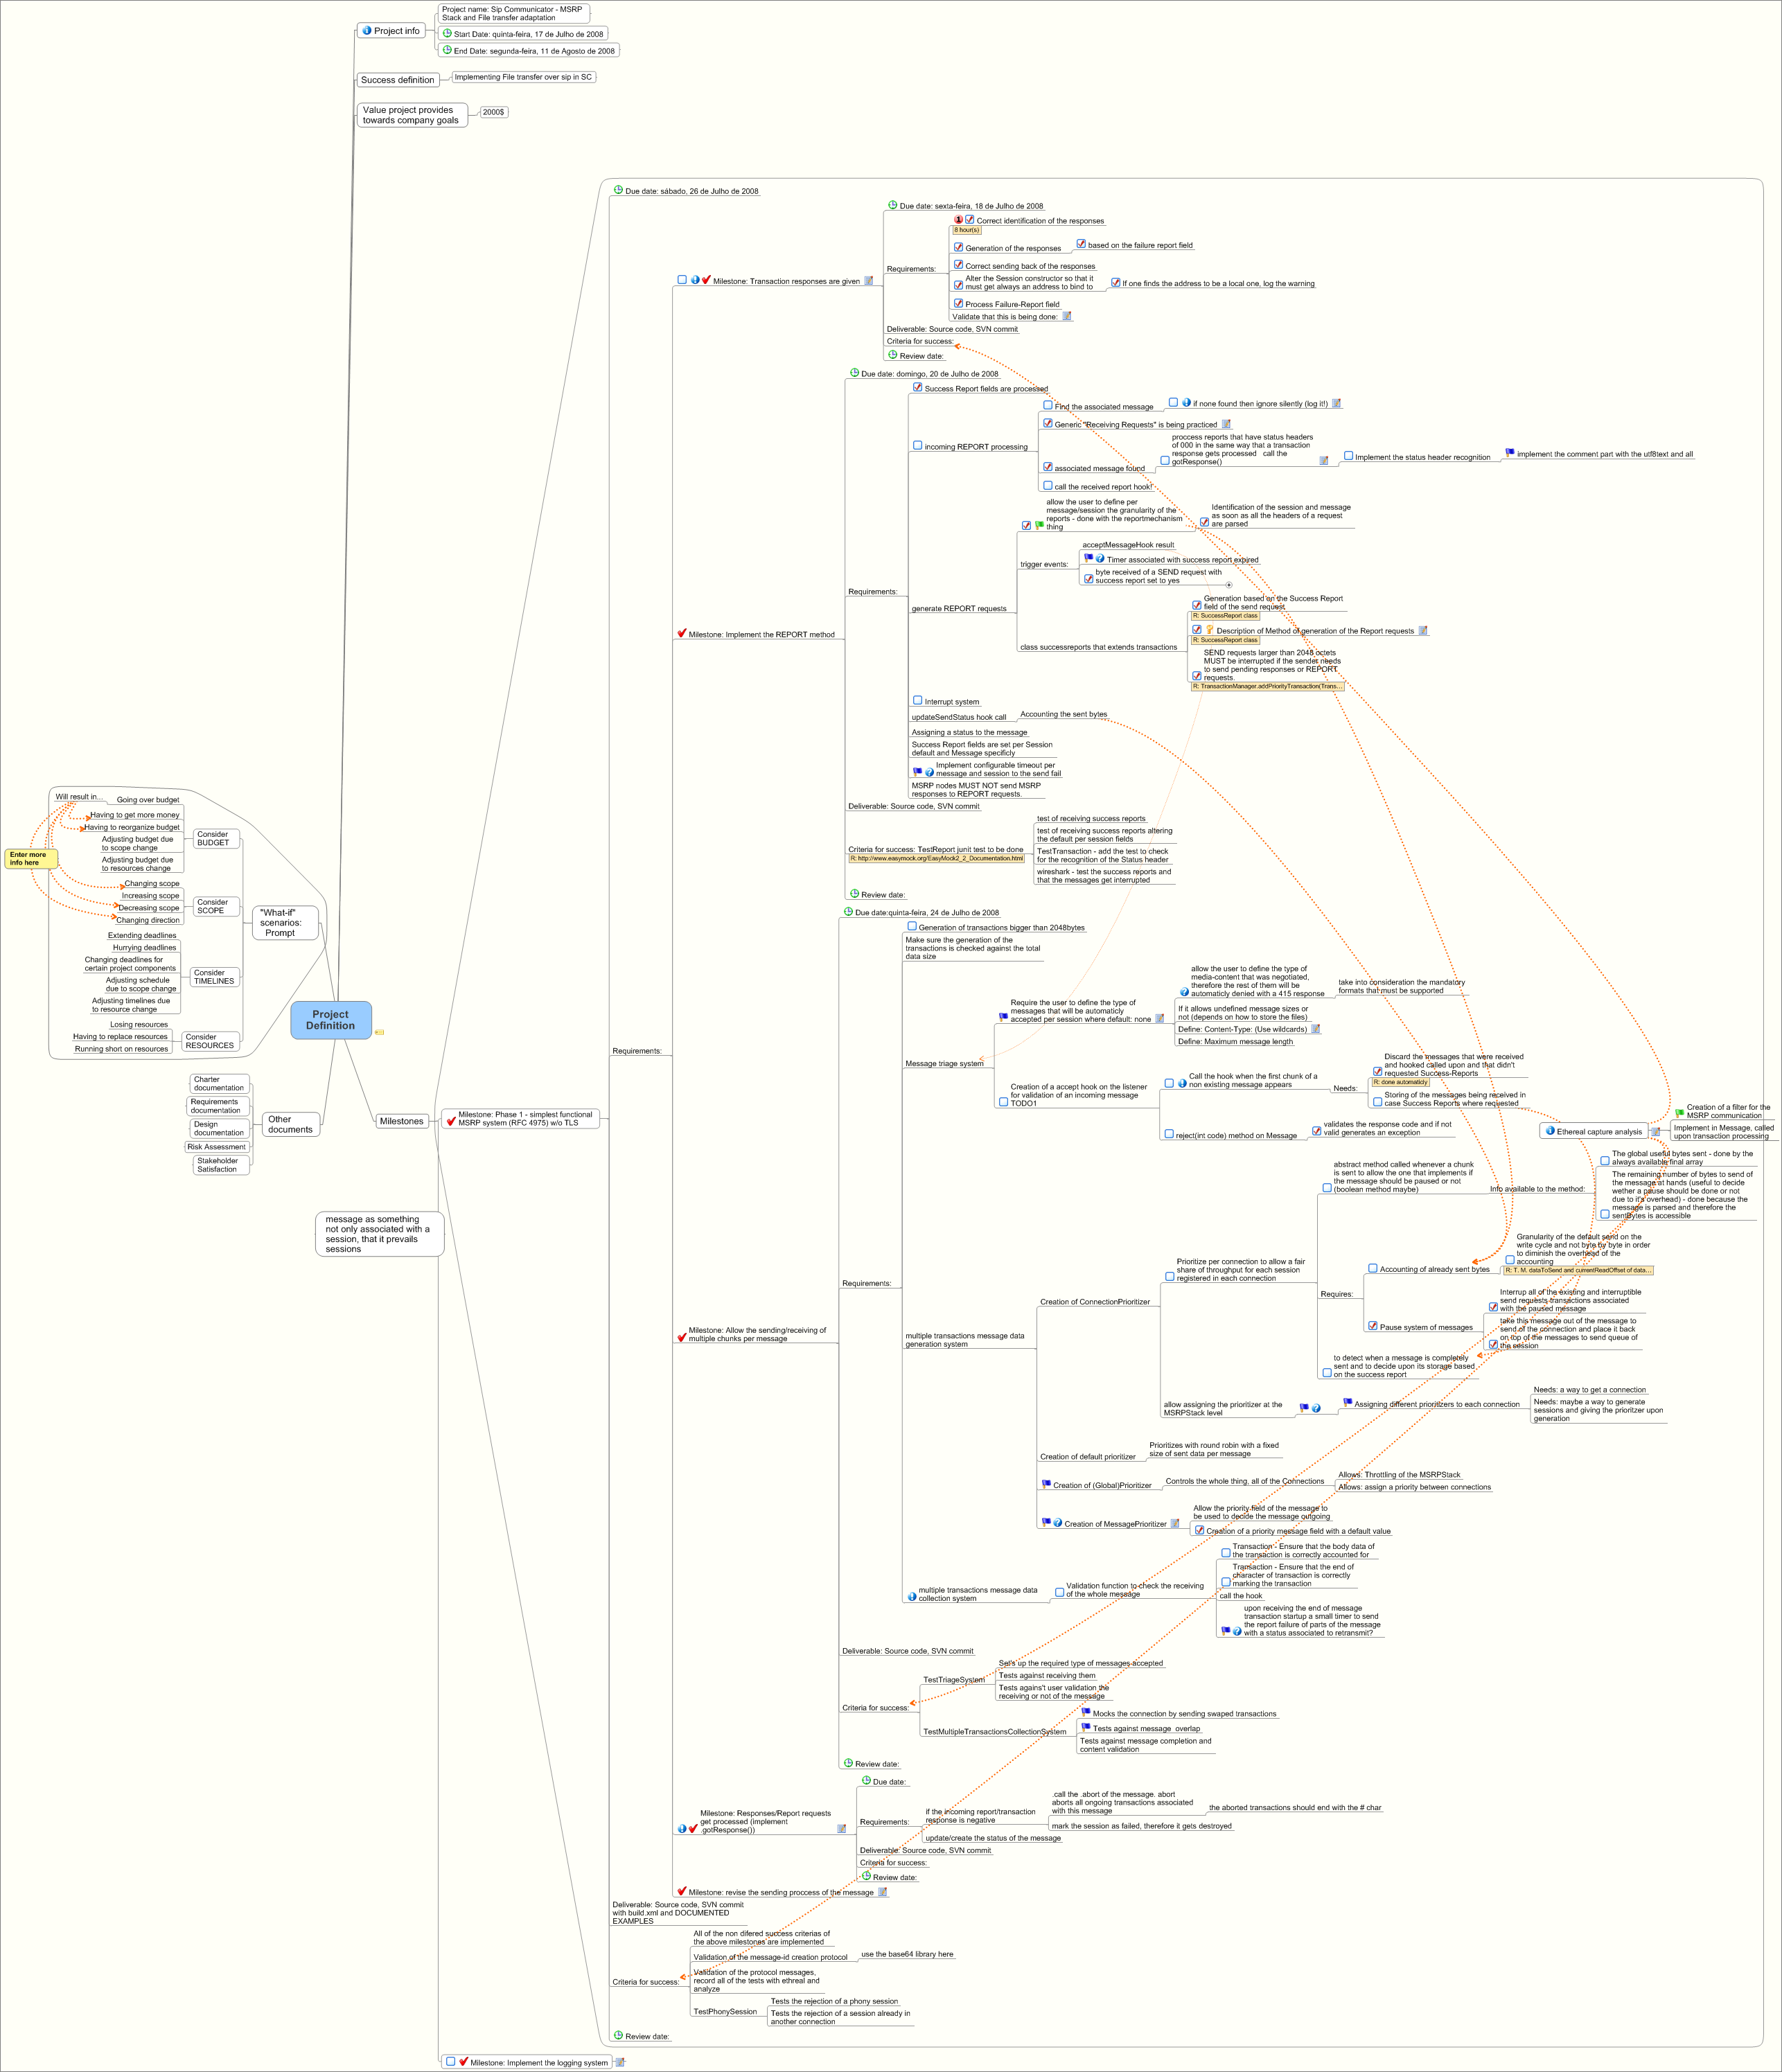 Project info
Project name: Sip Communicator - MSRP
Stack and File transfer adaptation
Start Date: quinta-feira, 17 de Julho de 2008
End Date: segunda-feira, 11 de Agosto de 2008
Success definition
Implementing File transfer over sip in SC
Value project provides
towards company goals
2000$
Due date: sábado, 26 de Julho de 2008
Requirements:
Milestone: Transaction responses are given
Due date: sexta-feira, 18 de Julho de 2008
Requirements:
Correct identification of the responses
8 hour(s)
Generation of the responses
based on the failure report field
Correct sending back of the responses
Alter the Session constructor so that it
must get always an address to bind to
If one finds the address to be a local one, log the warning
Process Failure-Report field
Validate that this is being done:
Deliverable: Source code, SVN commit
Criteria for success:
Review date:
Milestone: Implement the REPORT method
Due date: domingo, 20 de Julho de 2008
Requirements:
Success Report fields are processed
incoming REPORT processing
Find the associated message
if none found then ignore silently (log it!)
Generic "Receiving Requests" is being practiced
associated message found
proccess reports that have status headers
of 000 in the same way that a transaction
response gets processed   call the
gotResponse()
Implement the status header recognition
implement the comment part with the utf8text and all
call the received report hook!
generate REPORT requests
allow the user to define per
message/session the granularity of the
reports - done with the reportmechanism
thing
Identification of the session and message
as soon as all the headers of a request
are parsed
trigger events:
acceptMessageHook result
Timer associated with success report expired
byte received of a SEND request with
success report set to yes
class successreports that extends transactions
Generation based on the Success Report
field of the send request
R: SuccessReport class
Description of Method of generation of the Report requests
R: SuccessReport class
SEND requests larger than 2048 octets
MUST be interrupted if the sender needs
to send pending responses or REPORT
requests.
R: TransactionManager.addPriorityTransaction(Trans...
Interrupt system
updateSendStatus hook call
Accounting the sent bytes
Assigning a status to the message
Success Report fields are set per Session
default and Message specificly
Implement configurable timeout per
message and session to the send fail
MSRP nodes MUST NOT send MSRP
responses to REPORT requests.
Deliverable: Source code, SVN commit
Criteria for success: TestReport junit test to be done
R: http://www.easymock.org/EasyMock2_2_Documentation.html
test of receiving success reports
test of receiving success reports altering
the default per session fields
TestTransaction - add the test to check
for the recognition of the Status header
wireshark - test the success reports and
that the messages get interrupted
Review date:
Will result in...
Going over budget
Having to get more money
Having to reorganize budget
Adjusting budget due
to scope change
Adjusting budget due
to resources change
Consider
BUDGET
Enter more
info here
Changing scope
Increasing scope
Decreasing scope
Changing direction
Consider
SCOPE
"What-if"
scenarios:
Prompt
Extending deadlines
Hurrying deadlines
Changing deadlines for
certain project components
Adjusting schedule
due to scope change
Adjusting timelines due
to resource change
Consider
TIMELINES
Losing resources
Having to replace resources
Running short on resources
Consider
RESOURCES
Project
Definition
Charter
documentation
Requirements
documentation
Design
documentation
Risk Assessment
Stakeholder
Satisfaction
Other
documents
Milestones
Milestone: Phase 1 - simplest functional
MSRP system (RFC 4975) w/o TLS
message as something
not only associated with a
session, that it prevails
sessions
Milestone: Allow the sending/receiving of
multiple chunks per message
Due date:quinta-feira, 24 de Julho de 2008
Requirements:
Generation of transactions bigger than 2048bytes
Make sure the generation of the
transactions is checked against the total
data size
Message triage system
Require the user to define the type of
messages that will be automaticly
accepted per session where default: none
allow the user to define the type of
media-content that was negotiated,
therefore the rest of them will be
automaticly denied with a 415 response
take into consideration the mandatory
formats that must be supported
If it allows undefined message sizes or
not (depends on how to store the files)
Define: Content-Type: (Use wildcards)
Define: Maximum message length
Creation of a accept hook on the listener
for validation of an incoming message
TODO1
Call the hook when the first chunk of a
non existing message appears
Needs:
Discard the messages that were received
and hooked called upon and that didn't
requested Success-Reports
R: done automaticly
Storing of the messages being received in
case Success Reports where requested
reject(int code) method on Message
validates the response code and if not
valid generates an exception
Ethereal capture analysis
Creation of a filter for the
MSRP communication
Implement in Message, called
upon transaction processing
multiple transactions message data
generation system
Creation of ConnectionPrioritizer
Prioritize per connection to allow a fair
share of throughput for each session
registered in each connection
abstract method called whenever a chunk
is sent to allow the one that implements if
the message should be paused or not
(boolean method maybe)
Info available to the method:
The global useful bytes sent - done by the
always available final array
The remaining number of bytes to send of
the message at hands (useful to decide
wether a pause should be done or not
due to it's overhead) - done because the
message is parsed and therefore the
sentBytes is accessible
Requires:
Accounting of already sent bytes
Granularity of the default send on the
write cycle and not byte by byte in order
to diminish the overhead of the
accounting
R: T. M. dataToSend and currentReadOffset of data...
Pause system of messages
Interrup all of the existing and interruptible
send requests transactions associated
with the paused message
take this message out of the message to
send of the connection and place it back
on top of the messages to send queue of
the session
to detect when a message is completely
sent and to decide upon its storage based
on the success report
allow assigning the prioritizer at the
MSRPStack level
Assigning different prioritizers to each connection
Needs: a way to get a connection
Needs: maybe a way to generate
sessions and giving the prioritzer upon
generation
Creation of default prioritizer
Prioritizes with round robin with a fixed
size of sent data per message
Creation of (Global)Prioritizer
Controls the whole thing, all of the Connections
Allows: Throttling of the MSRPStack
Allows: assign a priority between connections
Creation of MessagePrioritizer
Allow the priority field of the message to
be used to decide the message outgoing
Creation of a priority message field with a default value
multiple transactions message data
collection system
Validation function to check the receiving
of the whole message
Transaction - Ensure that the body data of
the transaction is correctly accounted for
Transaction - Ensure that the end of
character of transaction is correctly
marking the transaction
call the hook
upon receiving the end of message
transaction startup a small timer to send
the report failure of parts of the message
with a status associated to retransmit?
Deliverable: Source code, SVN commit
Criteria for success:
TestTriageSystem
Set's up the required type of messages accepted
Tests against receiving them
Tests agains't user validation the
receiving or not of the message
TestMultipleTransactionsCollectionSystem
Mocks the connection by sending swaped transactions
Tests against message  overlap
Tests against message completion and
content validation
Review date:
Milestone: Responses/Report requests
get processed (implement
.gotResponse())
Due date:
Requirements:
if the incoming report/transaction
response is negative
.call the .abort of the message. abort
aborts all ongoing transactions associated
with this message
the aborted transactions should end with the # char
mark the session as failed, therefore it gets destroyed
update/create the status of the message
Deliverable: Source code, SVN commit
Criteria for success:
Review date:
Milestone: revise the sending proccess of the message
Deliverable: Source code, SVN commit
with build.xml and DOCUMENTED
EXAMPLES
Criteria for success:
All of the non difered success criterias of
the above milestones are implemented
Validation of the message-id creation protocol
use the base64 library here
Validation of the protocol messages,
record all of the tests with ethreal and
analyze
TestPhonySession
Tests the rejection of a phony session
Tests the rejection of a session already in
another connection
Review date:
Milestone: Implement the logging system